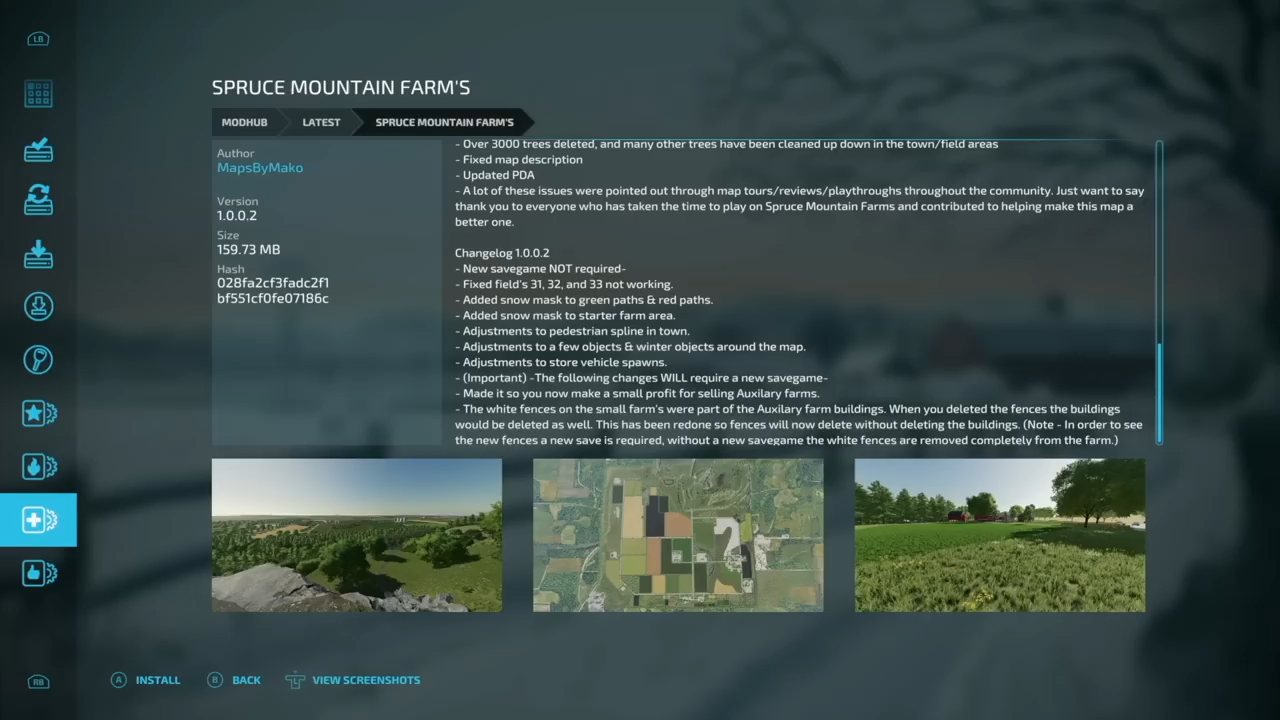 LB
SPRUCE MOUNTAIN FARM'S
MODHUB LATEST SPRUCE MOUNTAIN FARM'S
Author
MapsByMako
Version
1.0.0.2
Size
159.73 MB
Hash
028fa2cf3fadc2f1
bf551cf0fe07186c
- Over 3000 trees deleted, and many other trees have been cleaned up down in the town/field areas
- Fixed map description
- Updated PDA
- A lot of these issues were pointed out through map tours/reviews/playthroughs throughout the community. Just want to say
thank you to everyone who has taken the time to play on Spruce Mountain Farms and contributed to helping make this map a
better one.
Changelog 1.0.0.2
- New savegame NOT required-
- Fixed field's 31, 32, and 33 not working.
- Added snow mask to green paths & red paths.
- Added snow mask to starter farm area.
- Adjustments to pedestrian spline in town.
- Adjustments to a few objects & winter objects around the map.
- Adjustments to store vehicle spawns.
- (Important) -The following changes WILL require a new savegame-
- Made it so you now make a small profit for selling Auxilary farms.
- The white fences on the small farm's were part of the Auxilary farm buildings. When you deleted the fences the buildings
would be deleted as well. This has been redone so fences will now delete without deleting the buildings. (Note - In order to see
the new fences a new save is required, without a new savegame the white fences are removed completely from the farm.)
RB
A INSTALL B BACK VIEW SCREENSHOTS